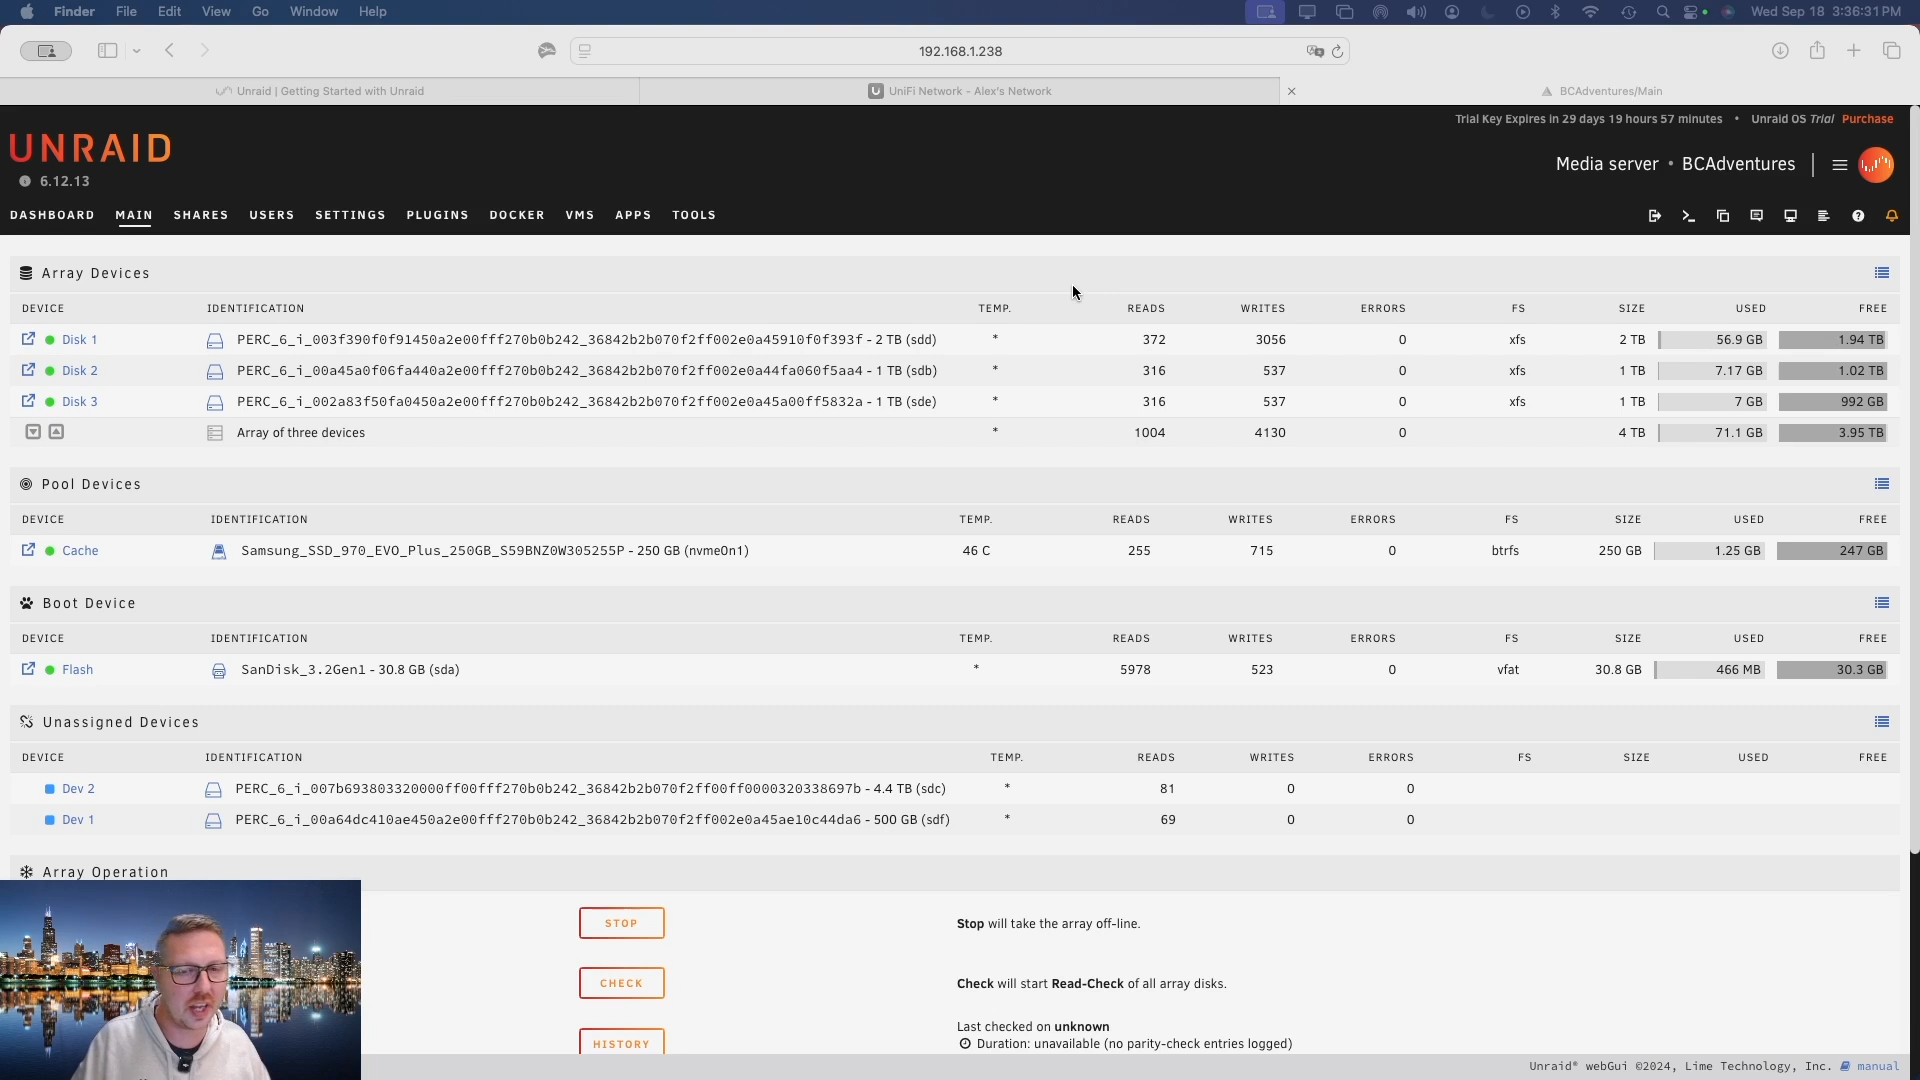 Finder File Edit View Go Window Help Wed Sep 18 3:36:31 PM
192.168.1.238
Unraid | Getting Started with Unraid UniFi Network - Alex's Network BCAdventures/Main
Trial Key Expires in 29 days 19 hours 57 minutes • Unraid OS Trial Purchase
UNRAID
6.12.13
Media server • BCAdventures
DASHBOARD MAIN SHARES USERS SETTINGS PLUGINS DOCKER VMS APPS TOOLS
Array Devices
DEVICE IDENTIFICATION TEMP. READS WRITES ERRORS FS SIZE USED FREE
Disk 1 PERC_6_i_003f390f0f91450a2e00fff270b0b242_36842b2b070f2ff002e0a45910f0f393f - 2 TB (sdd) * 372 3056 0 xfs 2 TB 56.9 GB 1.94 TB
Disk 2 PERC_6_i_00a45a0f06fa440a2e00fff270b0b242_36842b2b070f2ff002e0a44fa060f5aa4 - 1 TB (sdb) * 316 537 0 xfs 1 TB 7.17 GB 1.02 TB
Disk 3 PERC_6_i_002a83f50fa0450a2e00fff270b0b242_36842b2b070f2ff002e0a45a00ff5832a - 1 TB (sde) * 316 537 0 xfs 1 TB 7 GB 992 GB
Array of three devices * 1004 4130 0 4 TB 71.1 GB 3.95 TB
Pool Devices
DEVICE IDENTIFICATION TEMP. READS WRITES ERRORS FS SIZE USED FREE
Cache Samsung_SSD_970_EVO_Plus_250GB_S59BNZ0W305255P - 250 GB (nvme0n1) 46 C 255 715 0 btrfs 250 GB 1.25 GB 247 GB
Boot Device
DEVICE IDENTIFICATION TEMP. READS WRITES ERRORS FS SIZE USED FREE
Flash SanDisk_3.2Gen1 - 30.8 GB (sda) * 5978 523 0 vfat 30.8 GB 466 MB 30.3 GB
Unassigned Devices
DEVICE IDENTIFICATION TEMP. READS WRITES ERRORS FS SIZE USED FREE
Dev 2 PERC_6_i_007b693803320000ff00fff270b0b242_36842b2b070f2ff00ff0000320338697b - 4.4 TB (sdc) * 81 0 0
Dev 1 PERC_6_i_00a64dc410ae450a2e00fff270b0b242_36842b2b070f2ff002e0a45ae10c44da6 - 500 GB (sdf) * 69 0 0
Array Operation
STOP Stop will take the array off-line.
CHECK Check will start Read-Check of all array disks.
Last checked on unknown
HISTORY Duration: unavailable (no parity-check entries logged)
Unraid® webGui ©2024, Lime Technology, Inc. manual